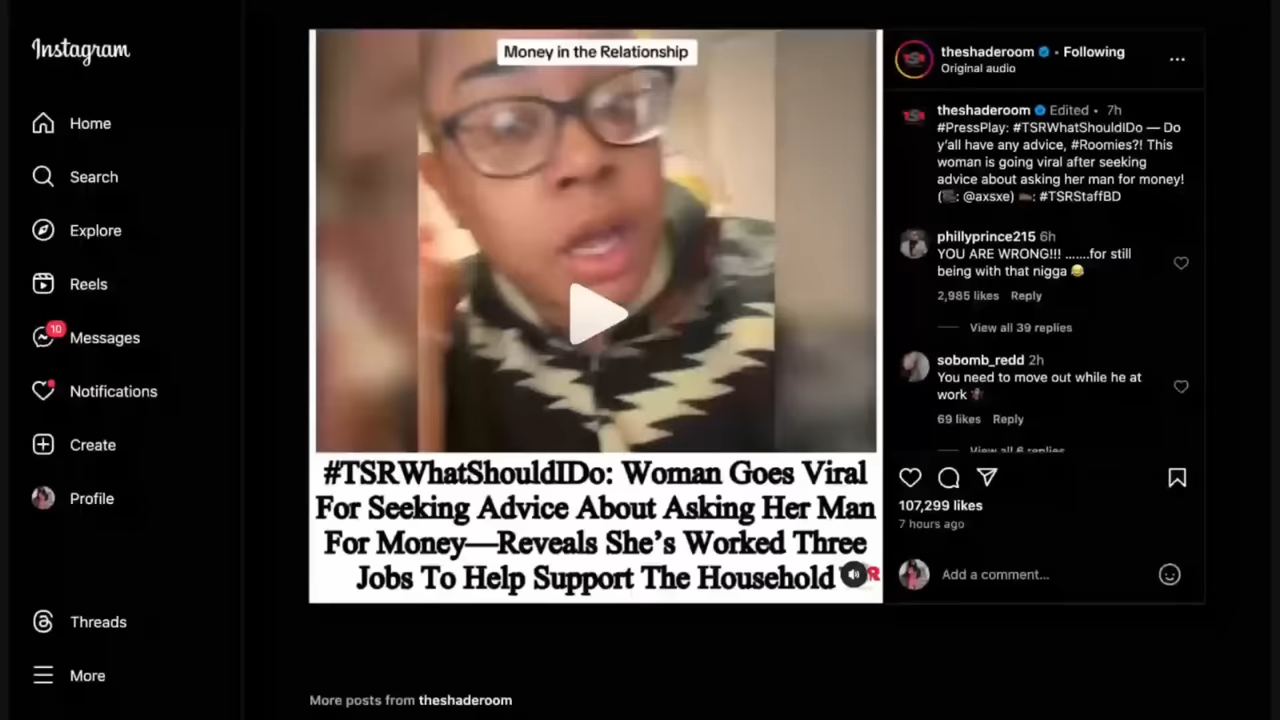 Instagram
Home
Search
Explore
Reels
10
Messages
Notifications
Create
Profile
Threads
More
Money in the Relationship
#TSRWhatShouldIDo: Woman Goes Viral
For Seeking Advice About Asking Her Man
For Money—Reveals She's Worked Three
Jobs To Help Support The Household
theshaderoom • Following
Original audio
theshaderoom Edited • 7h
#PressPlay: #TSRWhatShouldIDo — Do
y'all have any advice, #Roomies?! This
woman is going viral after seeking
advice about asking her man for money!
(🎥: @axsxe) ✍🏾: #TSRStaffBD
phillyprince215 6h
YOU ARE WRONG!!! .......for still
being with that nigga 😂
2,985 likes Reply
View all 39 replies
sobomb_redd 2h
You need to move out while he at
work
69 likes Reply
View all 6 replies
107,299 likes
7 hours ago
Add a comment...
More posts from theshaderoom